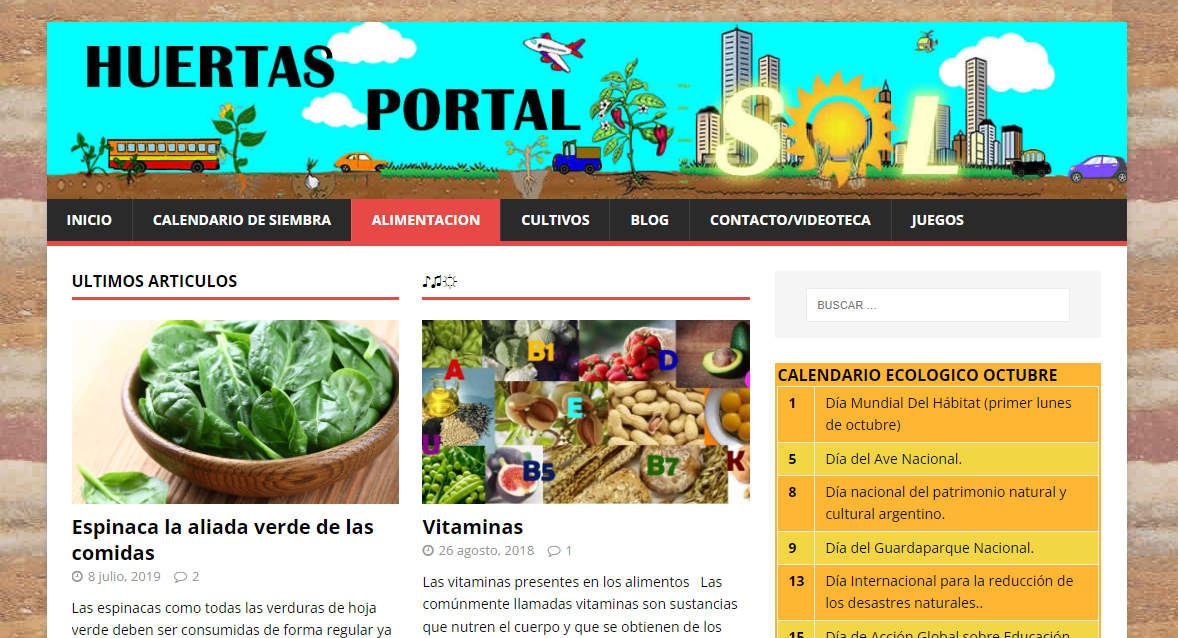 HUERTAS
PORTAL
SOL
INICIO
CALENDARIO DE SIEMBRA
ALIMENTACION
CULTIVOS
BLOG
CONTACTO/VIDEOTECA
JUEGOS
ULTIMOS ARTICULOS
Espinaca la aliada verde de las
comidas
8 julio, 2019 2
Las espinacas como todas las verduras de hoja
verde deben ser consumidas de forma regular ya
♪♫☼
A
B1
D
E
U
B5
B7
K
Vitaminas
26 agosto, 2018 1
Las vitaminas presentes en los alimentos Las
comúnmente llamadas vitaminas son sustancias
que nutren el cuerpo y que se obtienen de los
BUSCAR ...
CALENDARIO ECOLOGICO OCTUBRE
1 Día Mundial Del Hábitat (primer lunes
de octubre)
5 Día del Ave Nacional.
8 Día nacional del patrimonio natural y
cultural argentino.
9 Día del Guardaparque Nacional.
13 Día Internacional para la reducción de
los desastres naturales..
15 Día de Acción Global sobre Educación